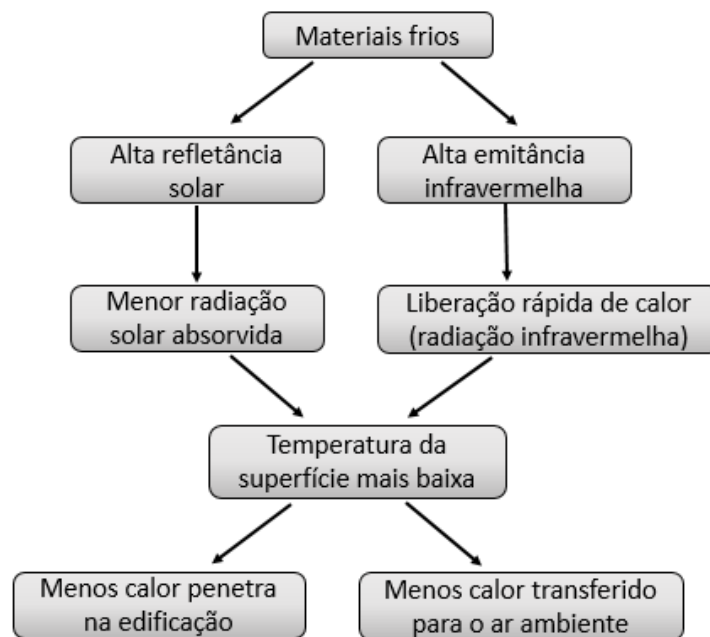 Materiais frios
Alta refletância
solar
Alta emitância
infravermelha
Menor radiação
solar absorvida
Liberação rápida de calor
(radiação infravermelha)
Temperatura da
superfície mais baixa
Menos calor penetra
na edificação
Menos calor transferido
para o ar ambiente